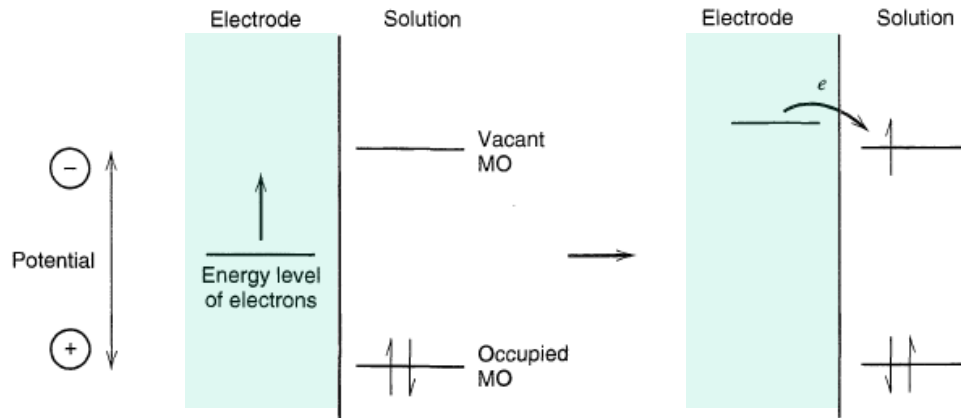 Electrode
Solution
Electrode
Solution
e
Vacant
MO
−
Potential
Energy level
of electrons
+
Occupied
MO